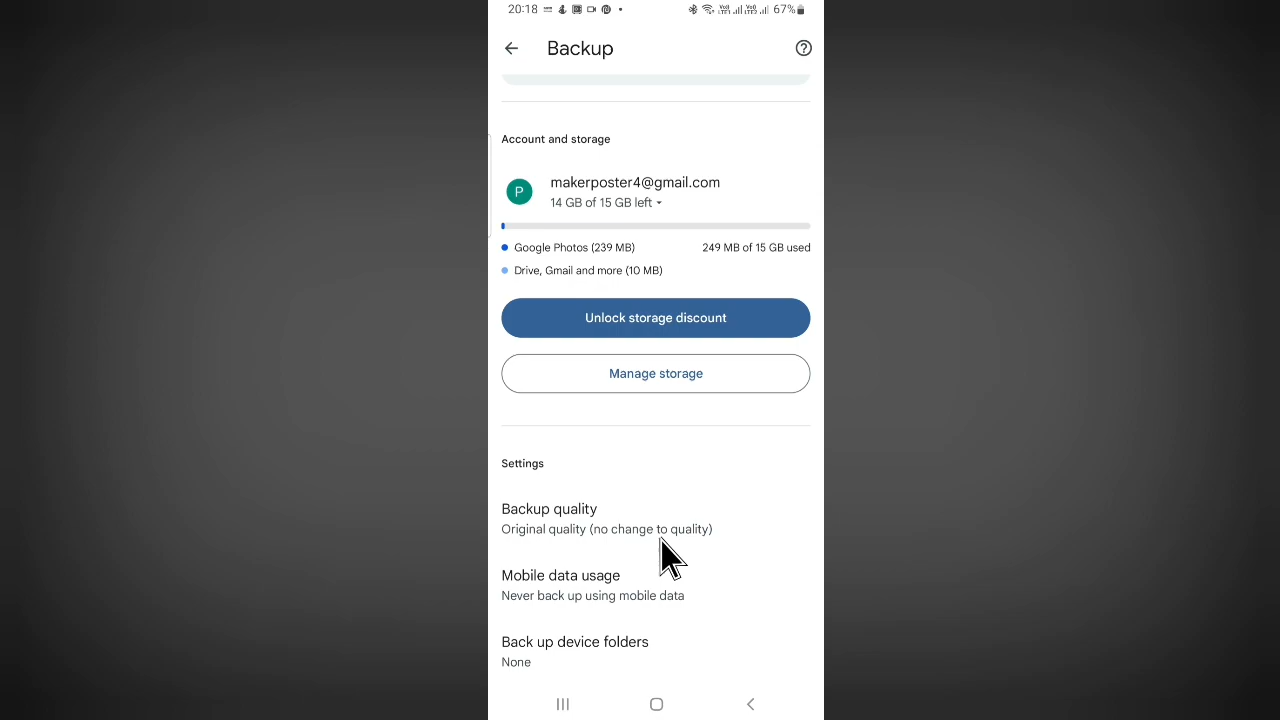 20:18
67%
Backup
Account and storage
P
makerposter4@gmail.com
14 GB of 15 GB left
Google Photos (239 MB)
249 MB of 15 GB used
Drive, Gmail and more (10 MB)
Unlock storage discount
Manage storage
Settings
Backup quality
Original quality (no change to quality)
Mobile data usage
Never back up using mobile data
Back up device folders
None